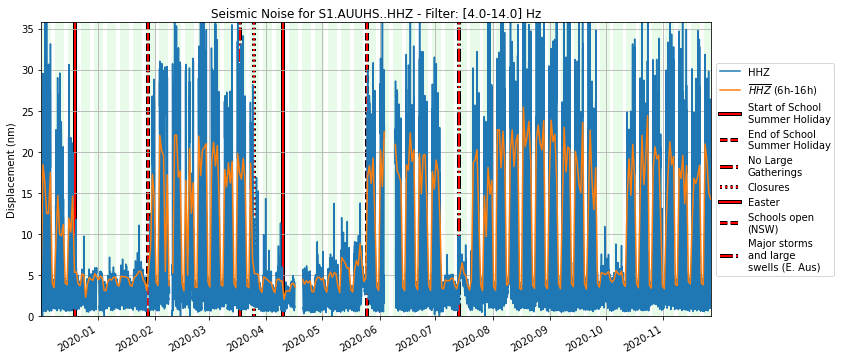 Seismic Noise for S1.AUUHS..HHZ - Filter: [4.0-14.0] Hz
Displacement (nm)
35
30
25
20
15
10
5
0
2020-01
2020-02
2020-03
2020-04
2020-05
2020-06
2020-07
2020-08
2020-09
2020-10
2020-11
HHZ
HHZ (6h-16h)
Start of School
Summer Holiday
End of School
Summer Holiday
No Large
Gatherings
Closures
Easter
Schools open
(NSW)
Major storms
and large
swells (E. Aus)